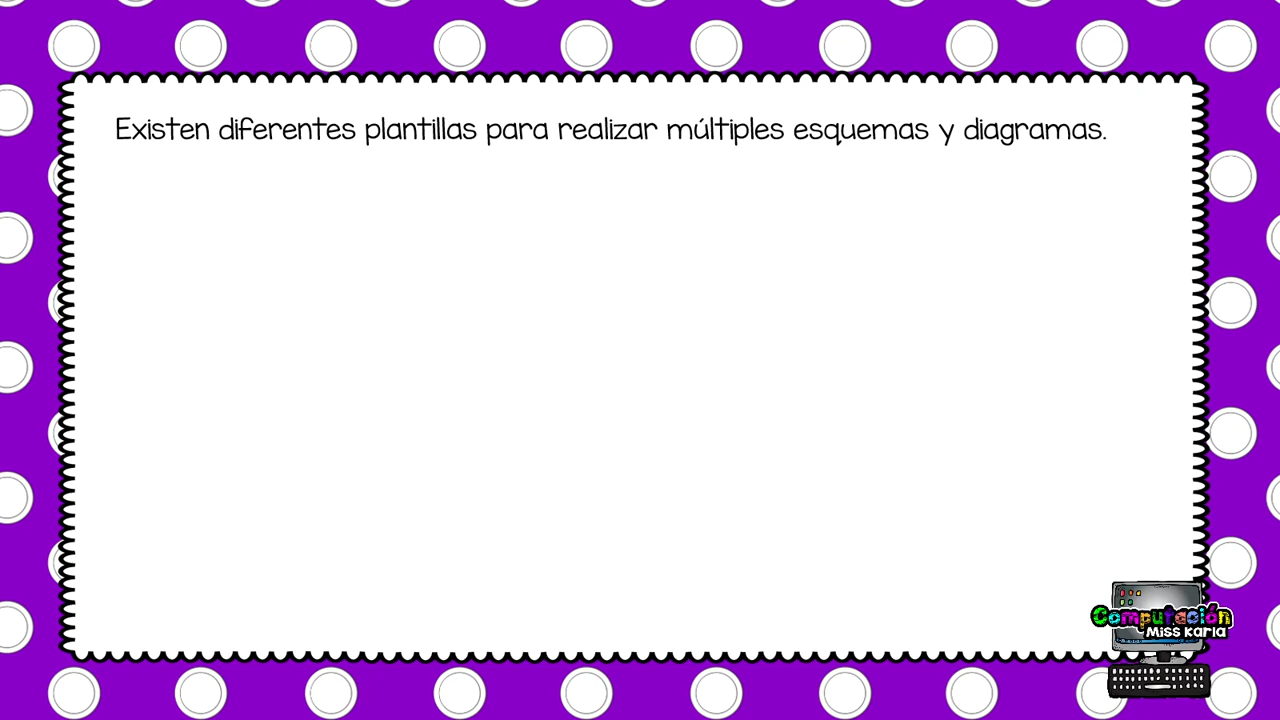 Existen diferentes plantillas para realizar múltiples esquemas y diagramas.
Computación
Miss Karla